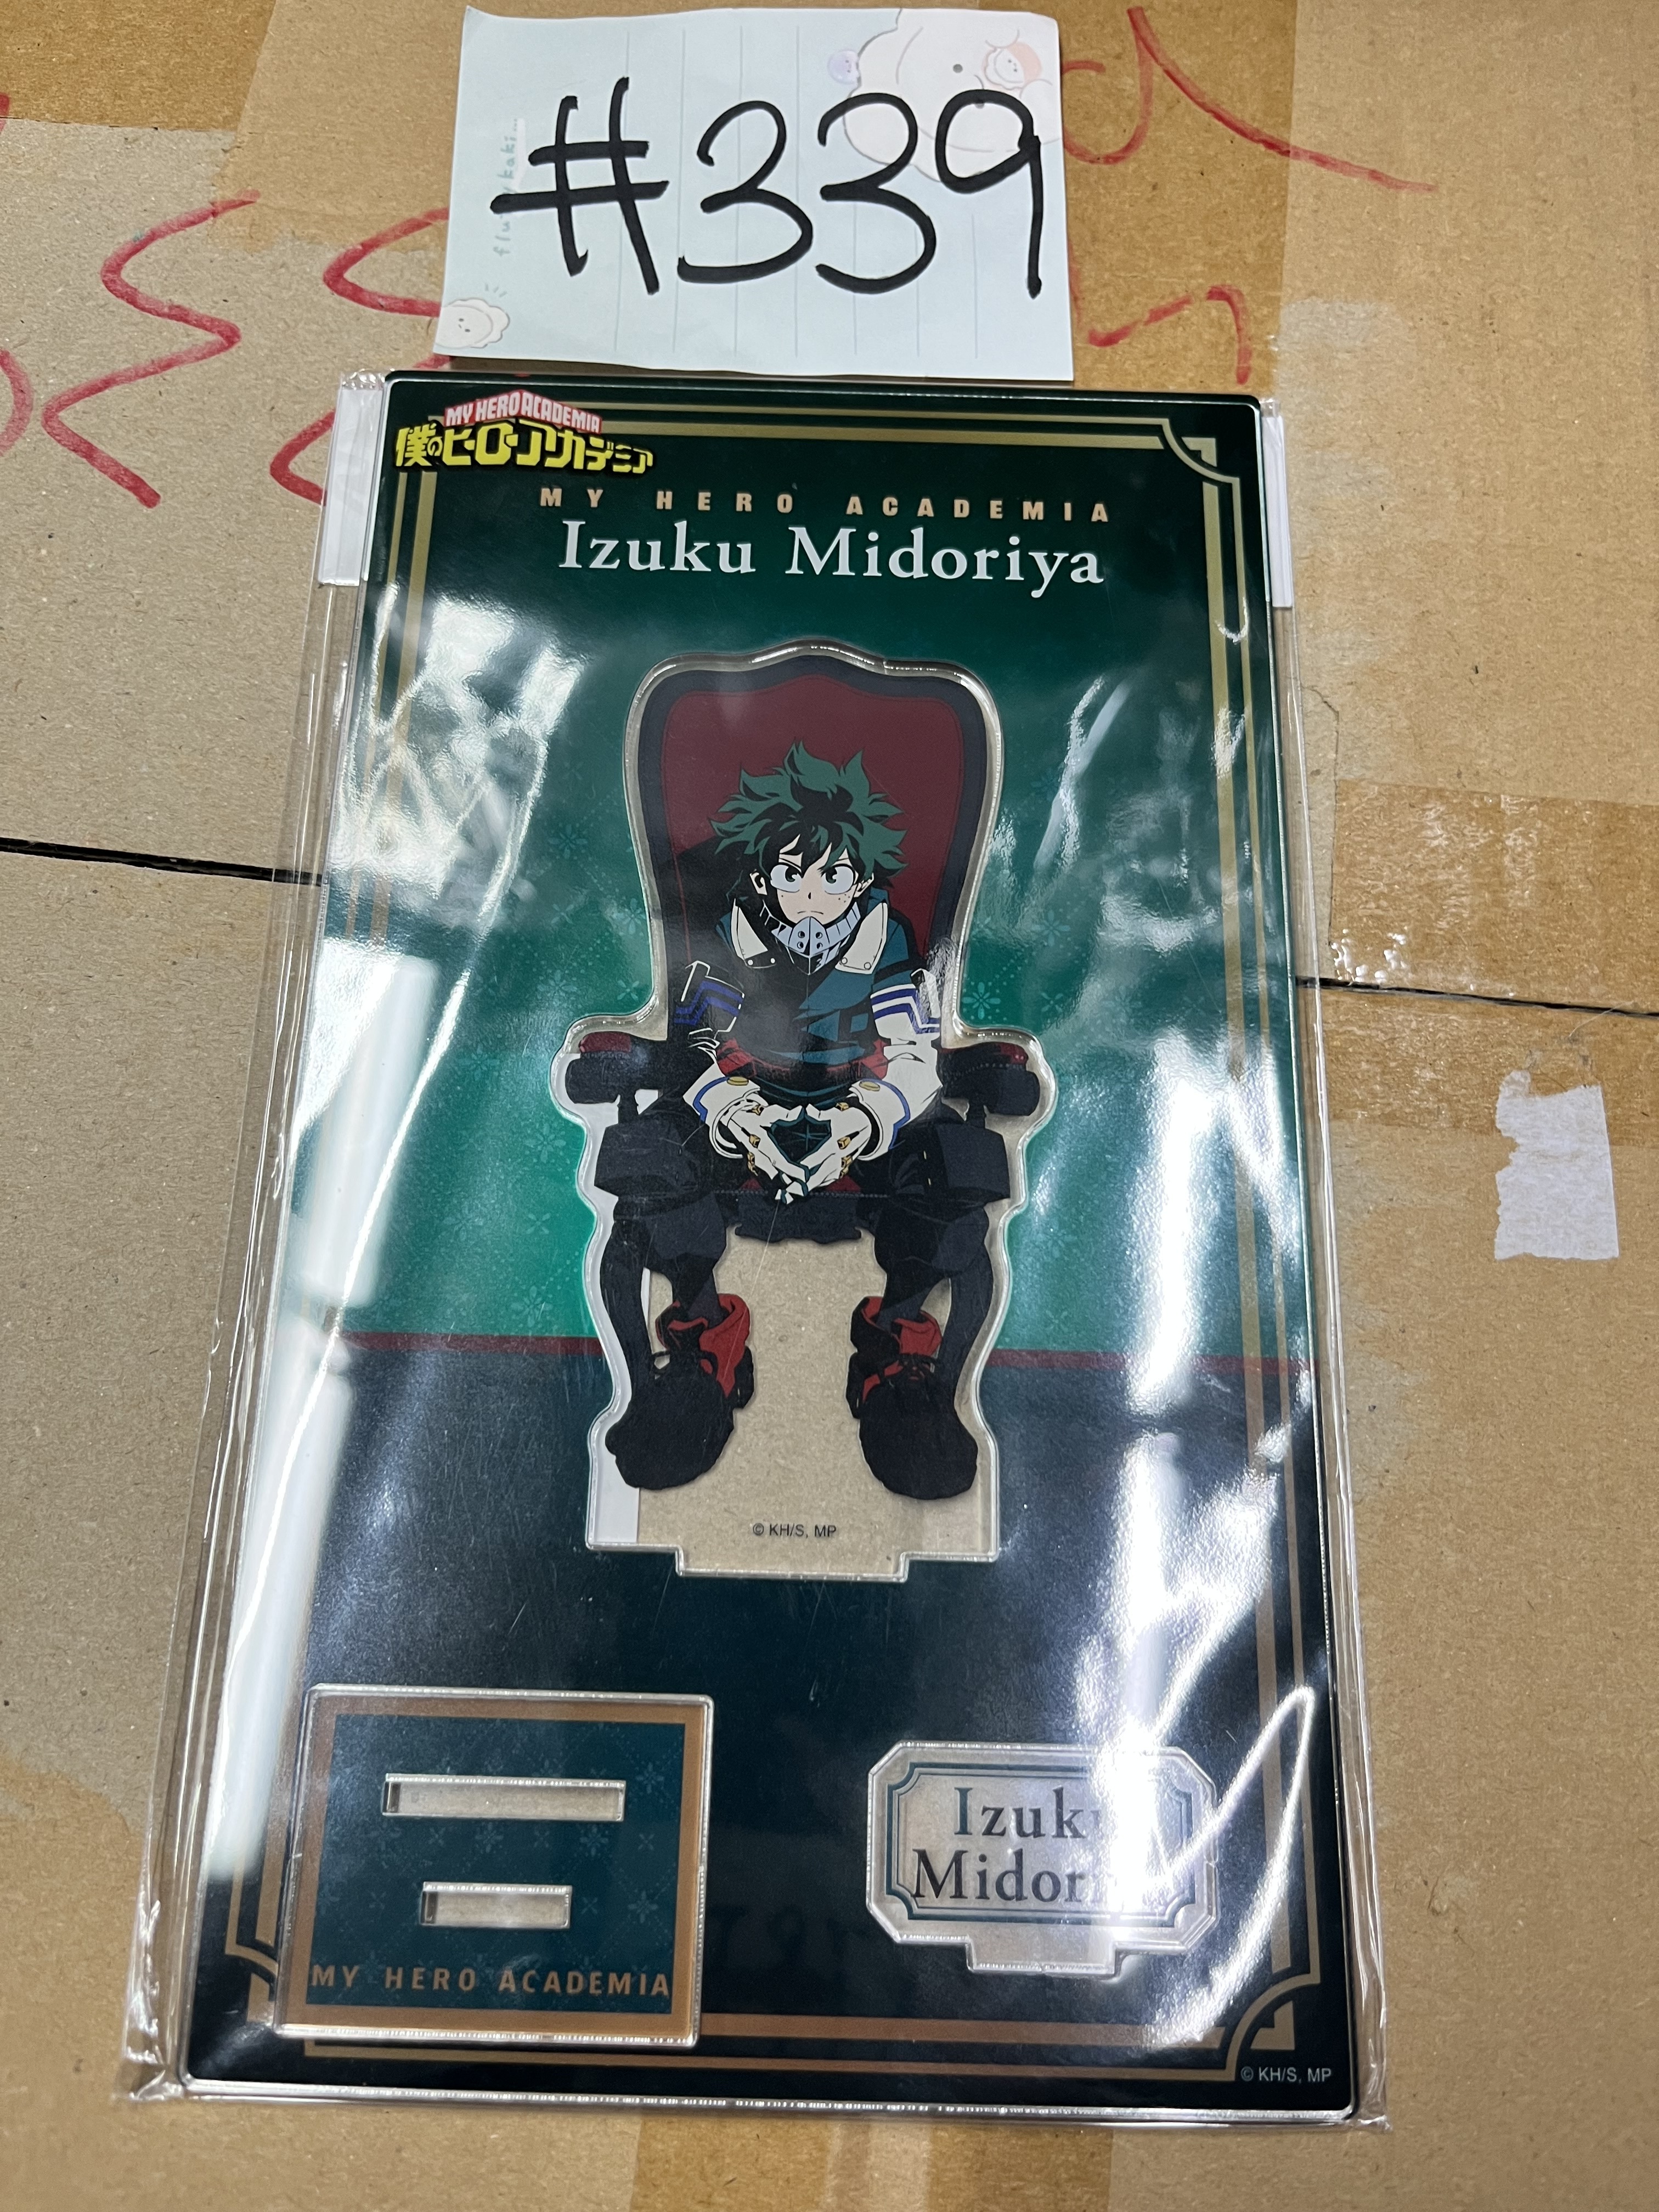 #339
MY HERO ACADEMIA
僕のヒーローアカデミア
MY HERO ACADEMIA
Izuku Midoriya
© KH/S, MP
MY HERO ACADEMIA
Izuku
© KH/S, MP